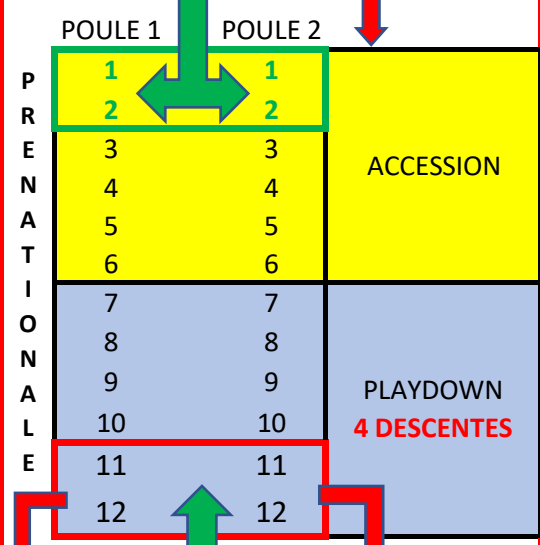 POULE 1 POULE 2
PRENATIONALE
1 1
2 2
3 3
4 4
5 5
6 6
ACCESSION
7 7
8 8
9 9
10 10
11 11
12 12
PLAYDOWN
4 DESCENTES